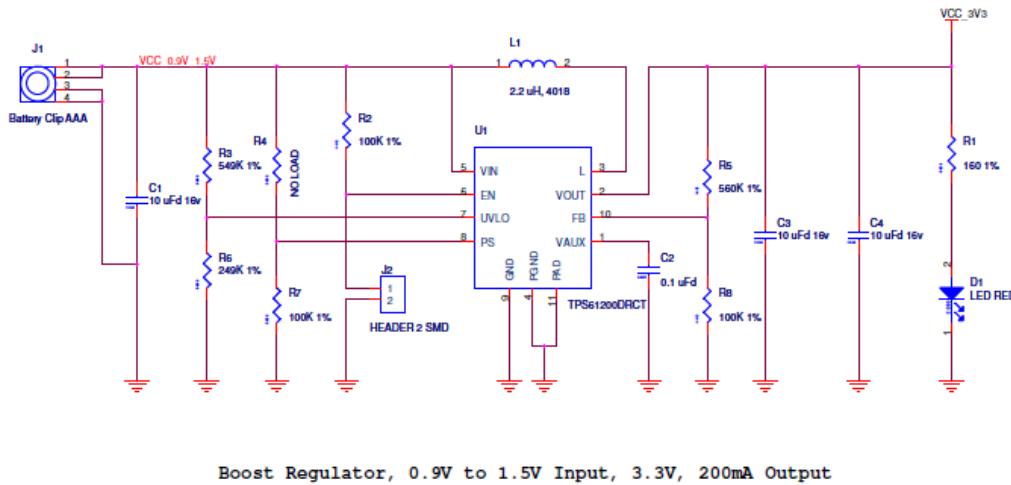 VCC_3V3
J1
1
2
3
4
Battery Clip AAA
VCC_0.9V_1.5V
L1
1
2
2.2 uH, 4018
R2
100K 1%
R3
549K 1%
R4
NO LOAD
C1
10 uFd 16v
R6
249K 1%
R7
100K 1%
J2
1
2
HEADER 2 SMD
U1
5
VIN
6
EN
7
UVLO
8
PS
L
3
VOUT
2
FB
10
VAUX
1
GND
PGND
PAD
9
4
11
TPS61200DRCT
C2
0.1 uFd
R5
560K 1%
R8
100K 1%
C3
10 uFd 16v
C4
10 uFd 16v
R1
160 1%
2
D1
LED RED
1
Boost Regulator, 0.9V to 1.5V Input, 3.3V, 200mA Output